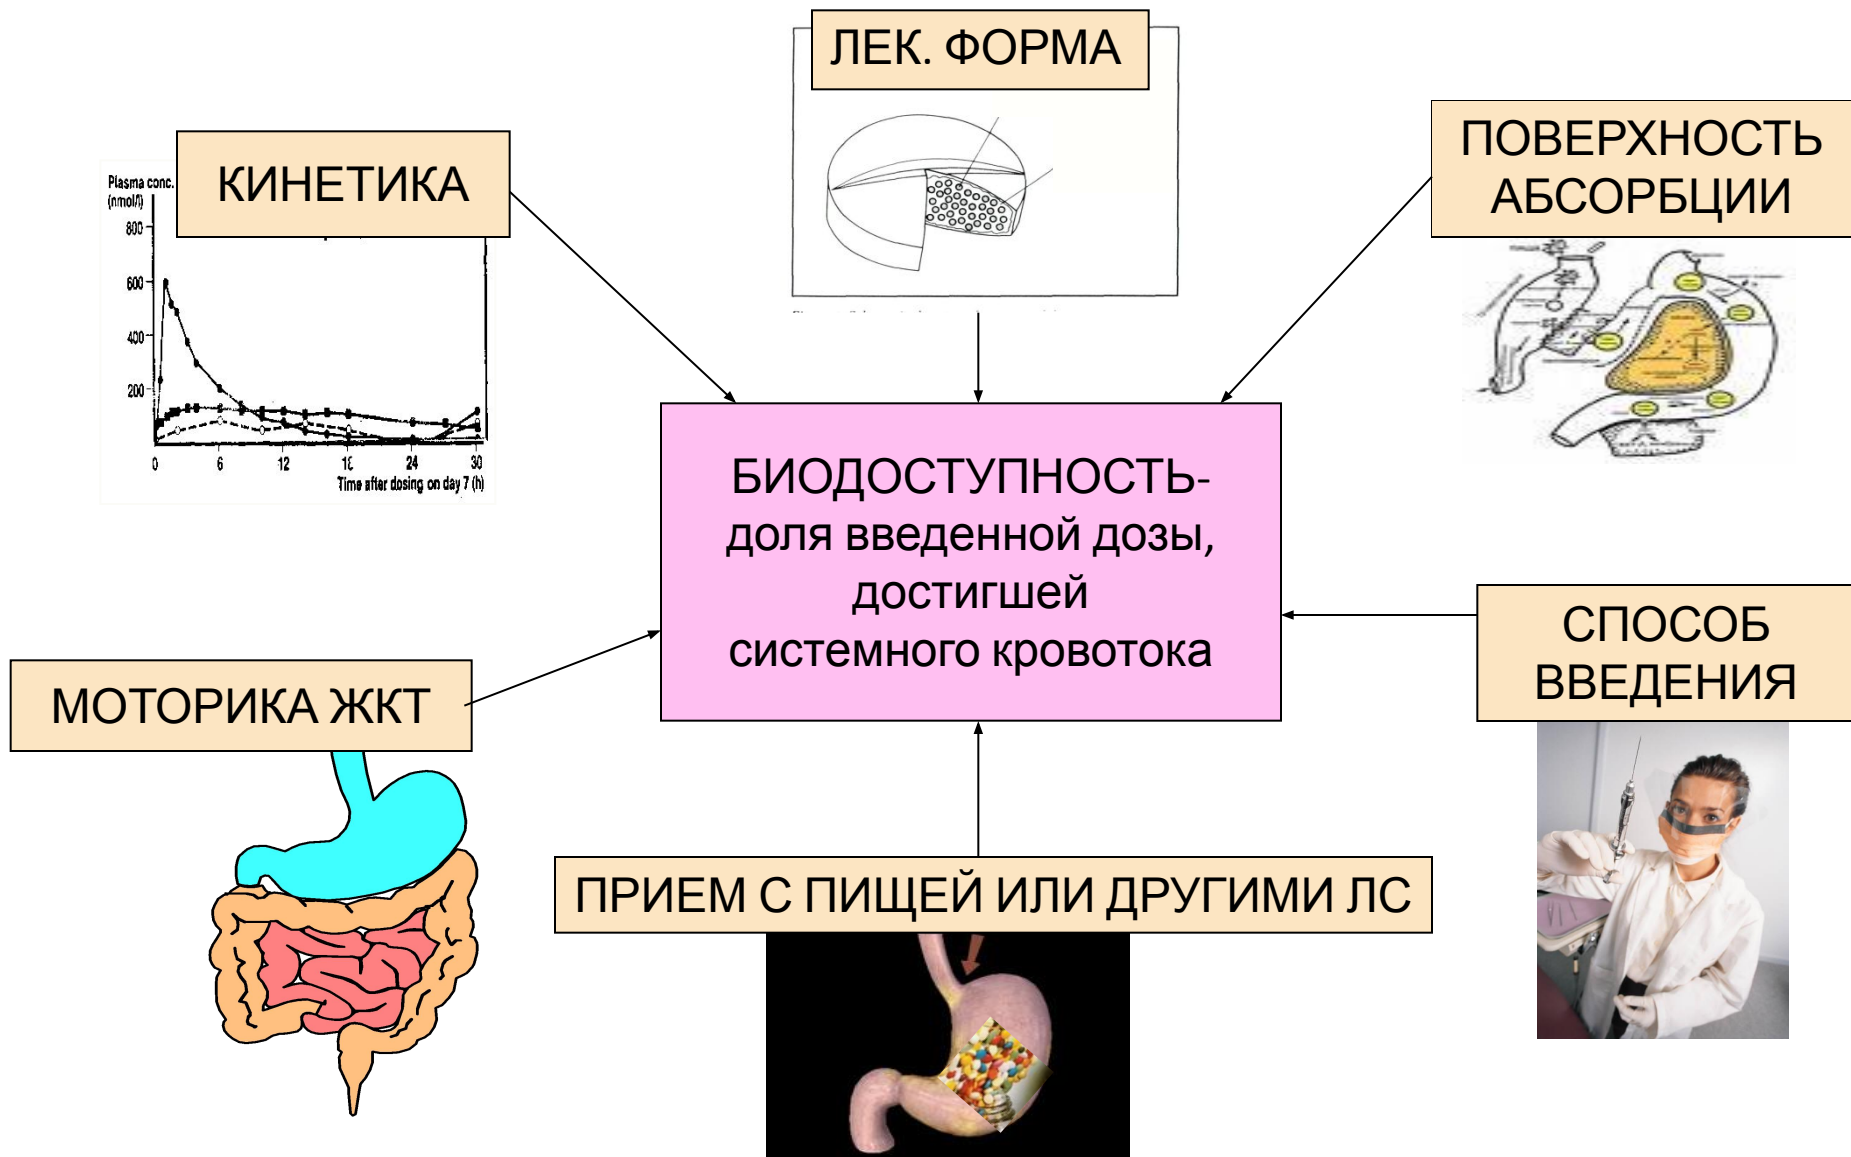 ЛЕК. ФОРМА
КИНЕТИКА
ПОВЕРХНОСТЬ
АБСОРБЦИИ
Plasma conc.
(nmol/l)
800
600
400
200
0 6 12 24 30
Time after dosing on day 7 (h)
БИОДОСТУПНОСТЬ-
доля введенной дозы,
достигшей
системного кровотока
СПОСОБ
ВВЕДЕНИЯ
МОТОРИКА ЖКТ
ПРИЕМ С ПИЩЕЙ ИЛИ ДРУГИМИ ЛС